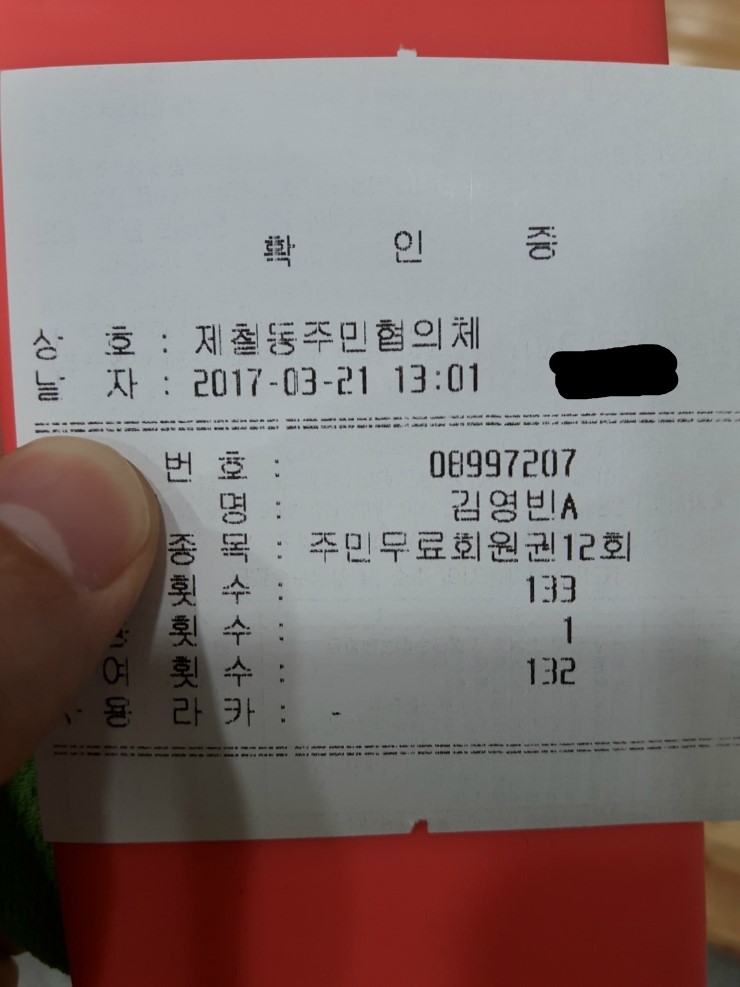 확 인 증
상 호 : 제철동주민협의체
날 자 : 2017-03-21 13:01
번 호 : 08997207
명 : 김영빈A
종 목 : 주민무료회원권12회
횟 수 : 133
횟 수 : 1
여 횟 수 : 132
용 라 카 : -